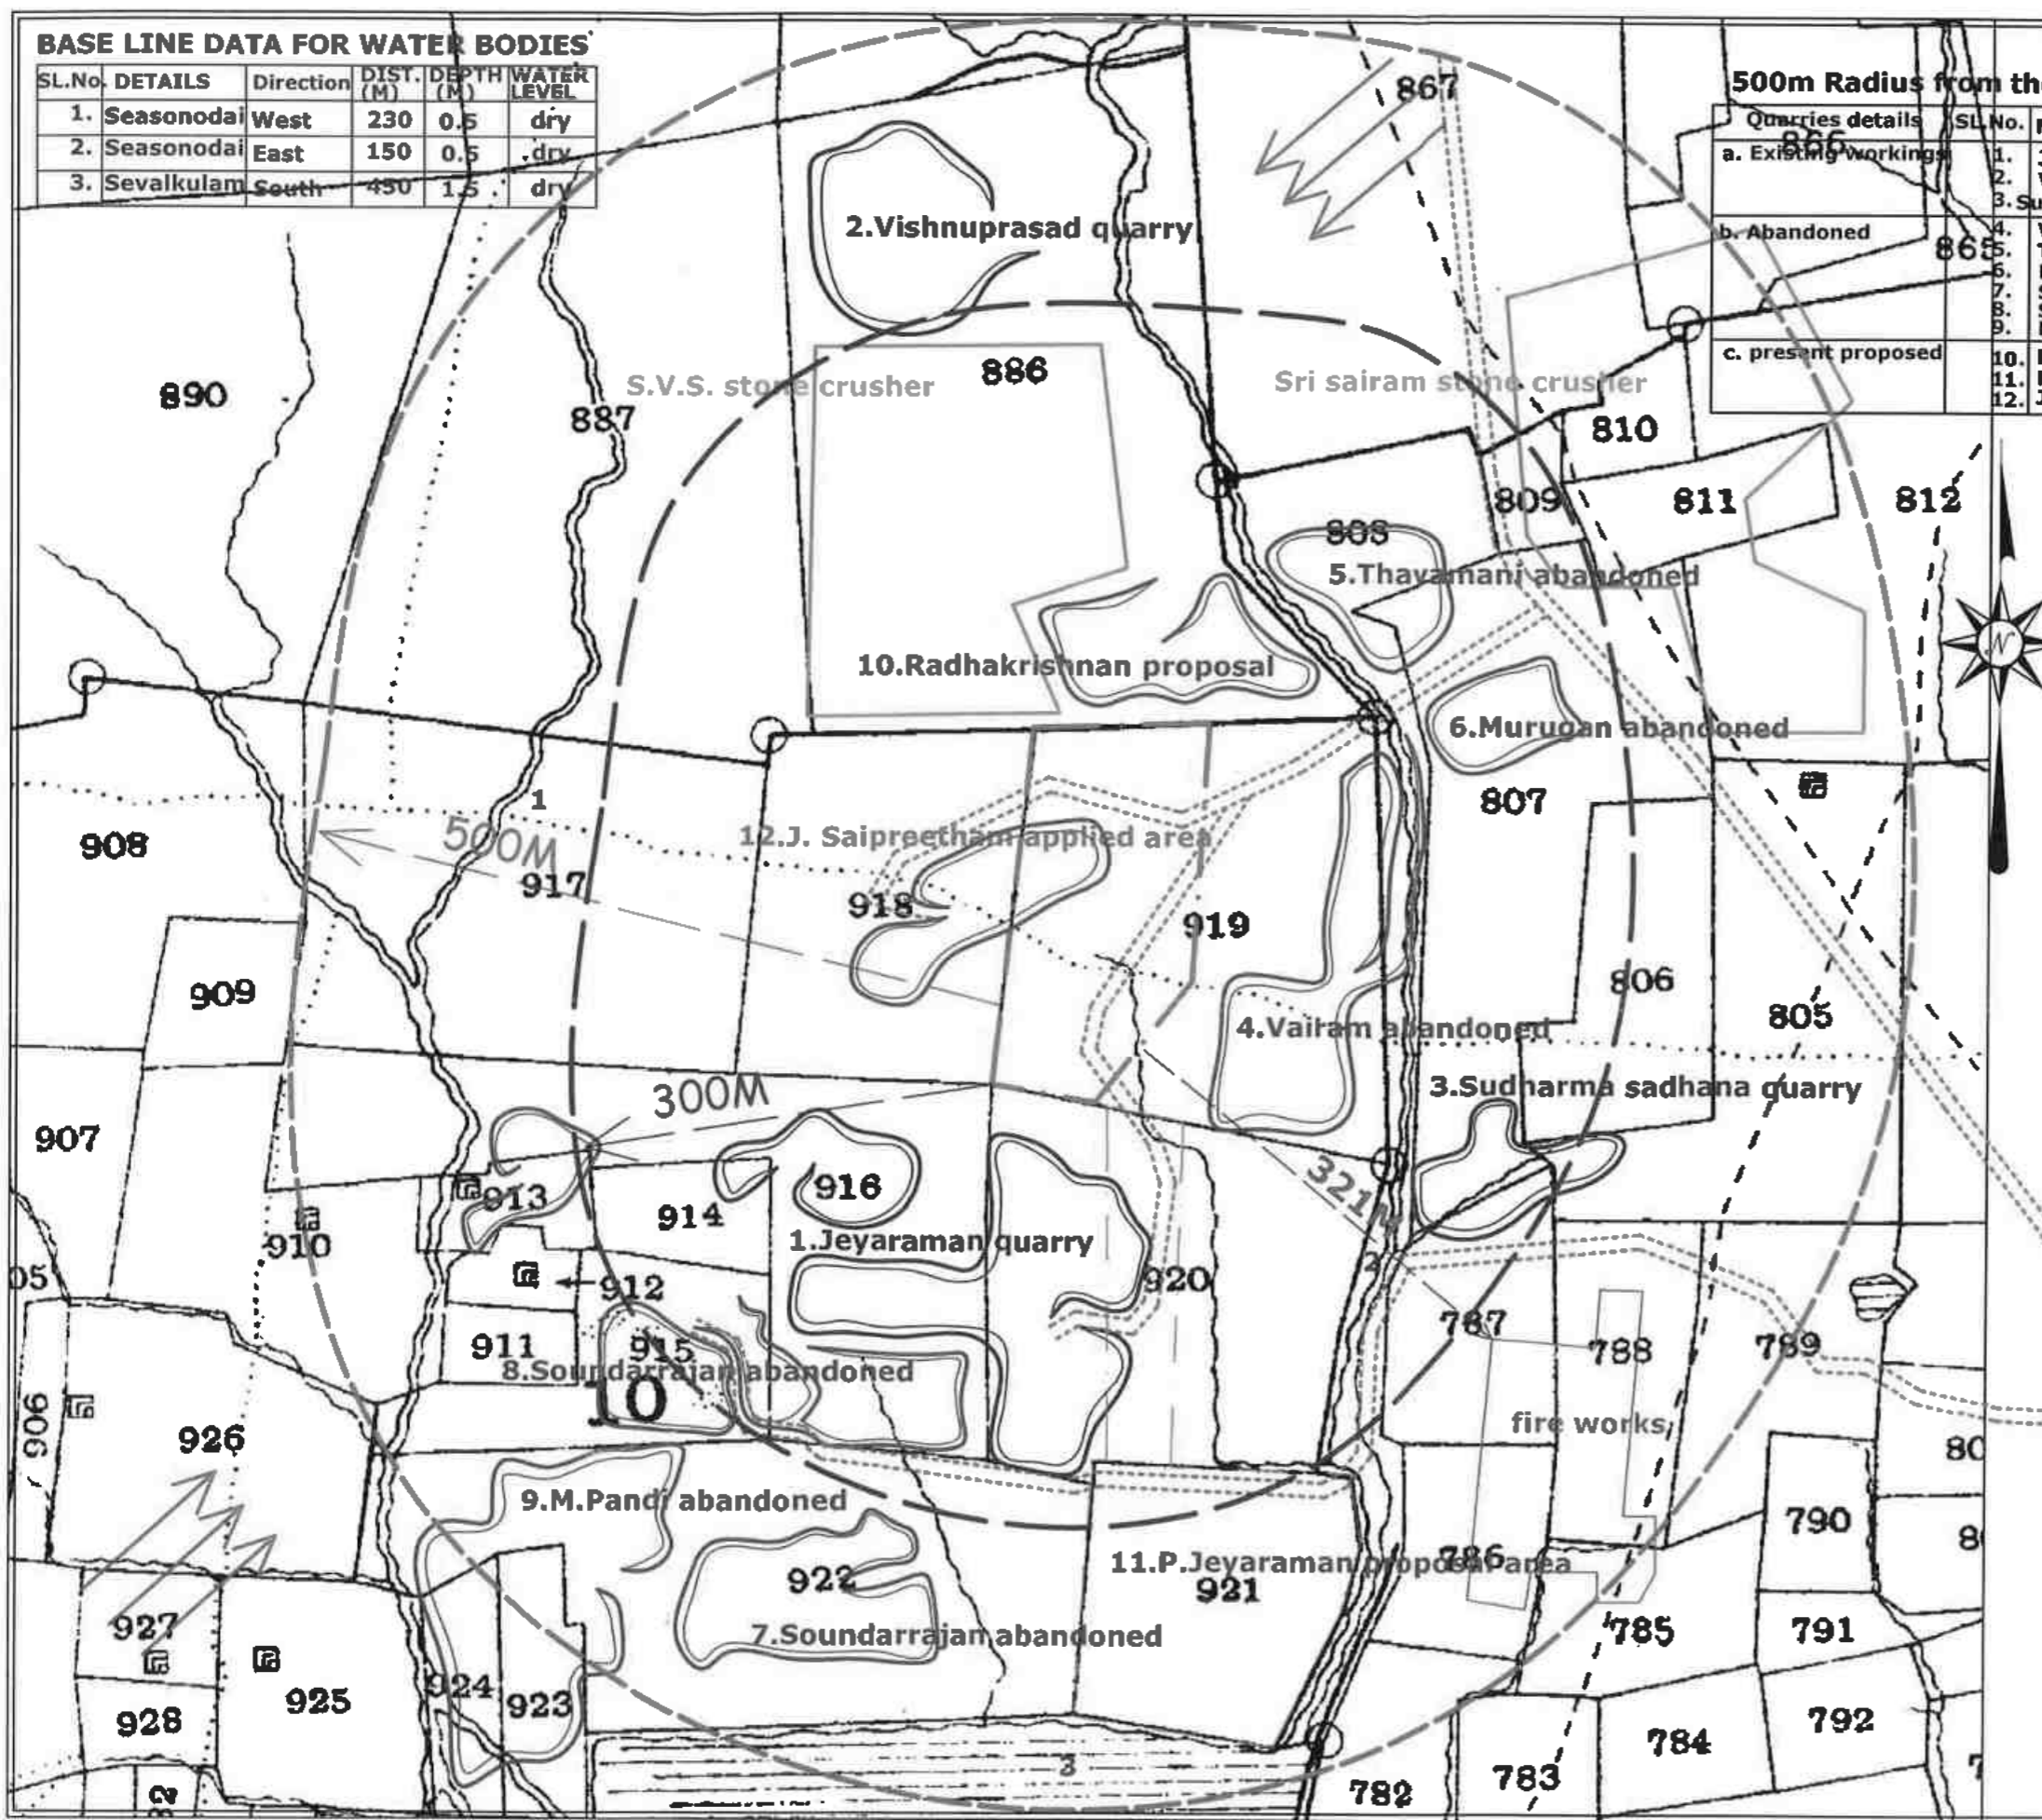 BASE LINE DATA FOR WATER BODIES
SL.No. DETAILS Direction DIST. (M) DEPTH (M) WATER LEVEL
1. Seasonodai West 230 0.5 dry
2. Seasonodai East 150 0.5 dry
3. Sevalkulam South 450 1.5 dry
500m Radius from the
Quarries details SL.No.
a. Existing workings 1.
2.
3. Su
b. Abandoned 4.
5.
6.
7.
8.
9.
c. present proposed 10.
11.
12.
867
866
865
2.Vishnuprasad quarry
890
887
S.V.S. stone crusher
886
Sri sairam stone crusher
810
809
811
812
808
5.Thavamani abandoned
10.Radhakrishnan proposal
N
6.Murugan abandoned
807
1
500M
908
12.J. Saipreetham applied area
917
918
919
806
909
805
4.Vairam abandoned
3.Sudharma sadhana quarry
300M
907
321M
913
914
916
910
1.Jeyaraman quarry
920
2
05
912
787
788
789
911
915
8.Soundarrajan abandoned
0
906
926
fire works
80
9.M.Pandi abandoned
790
80
922
11.P.Jeyaraman proposal area
786
921
927
7.Soundarrajan abandoned
785
791
924
923
925
928
784
792
3
782
783